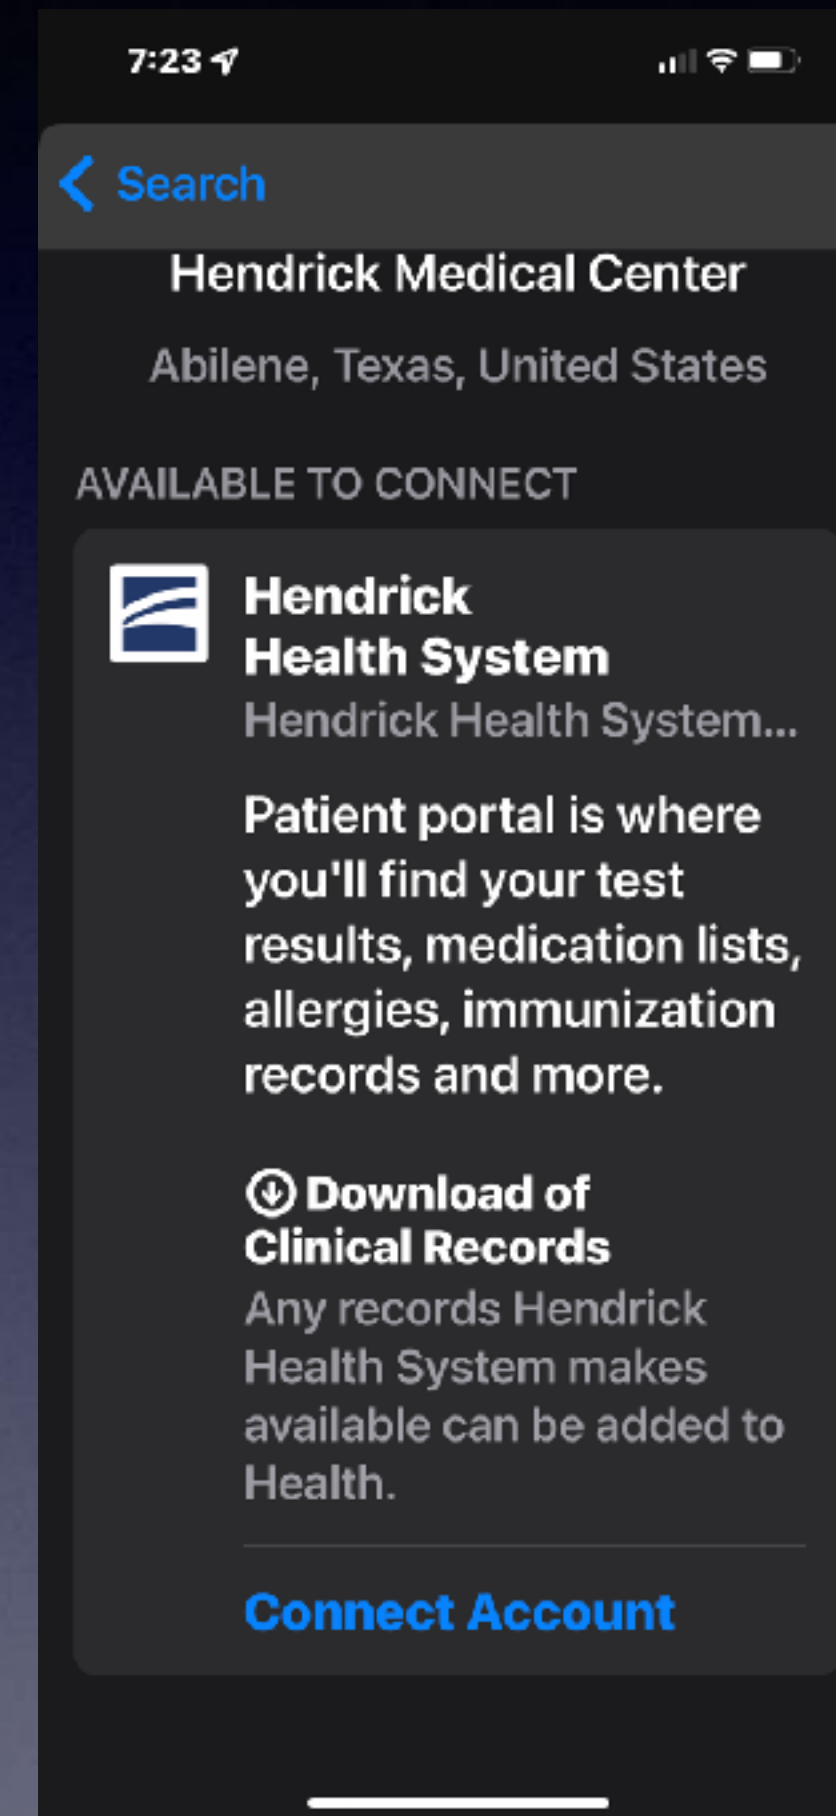 7:23
Search
Hendrick Medical Center
Abilene, Texas, United States
AVAILABLE TO CONNECT
Hendrick
Health System
Hendrick Health System...
Patient portal is where
you'll find your test
results, medication lists,
allergies, immunization
records and more.
Download of
Clinical Records
Any records Hendrick
Health System makes
available can be added to
Health.
Connect Account